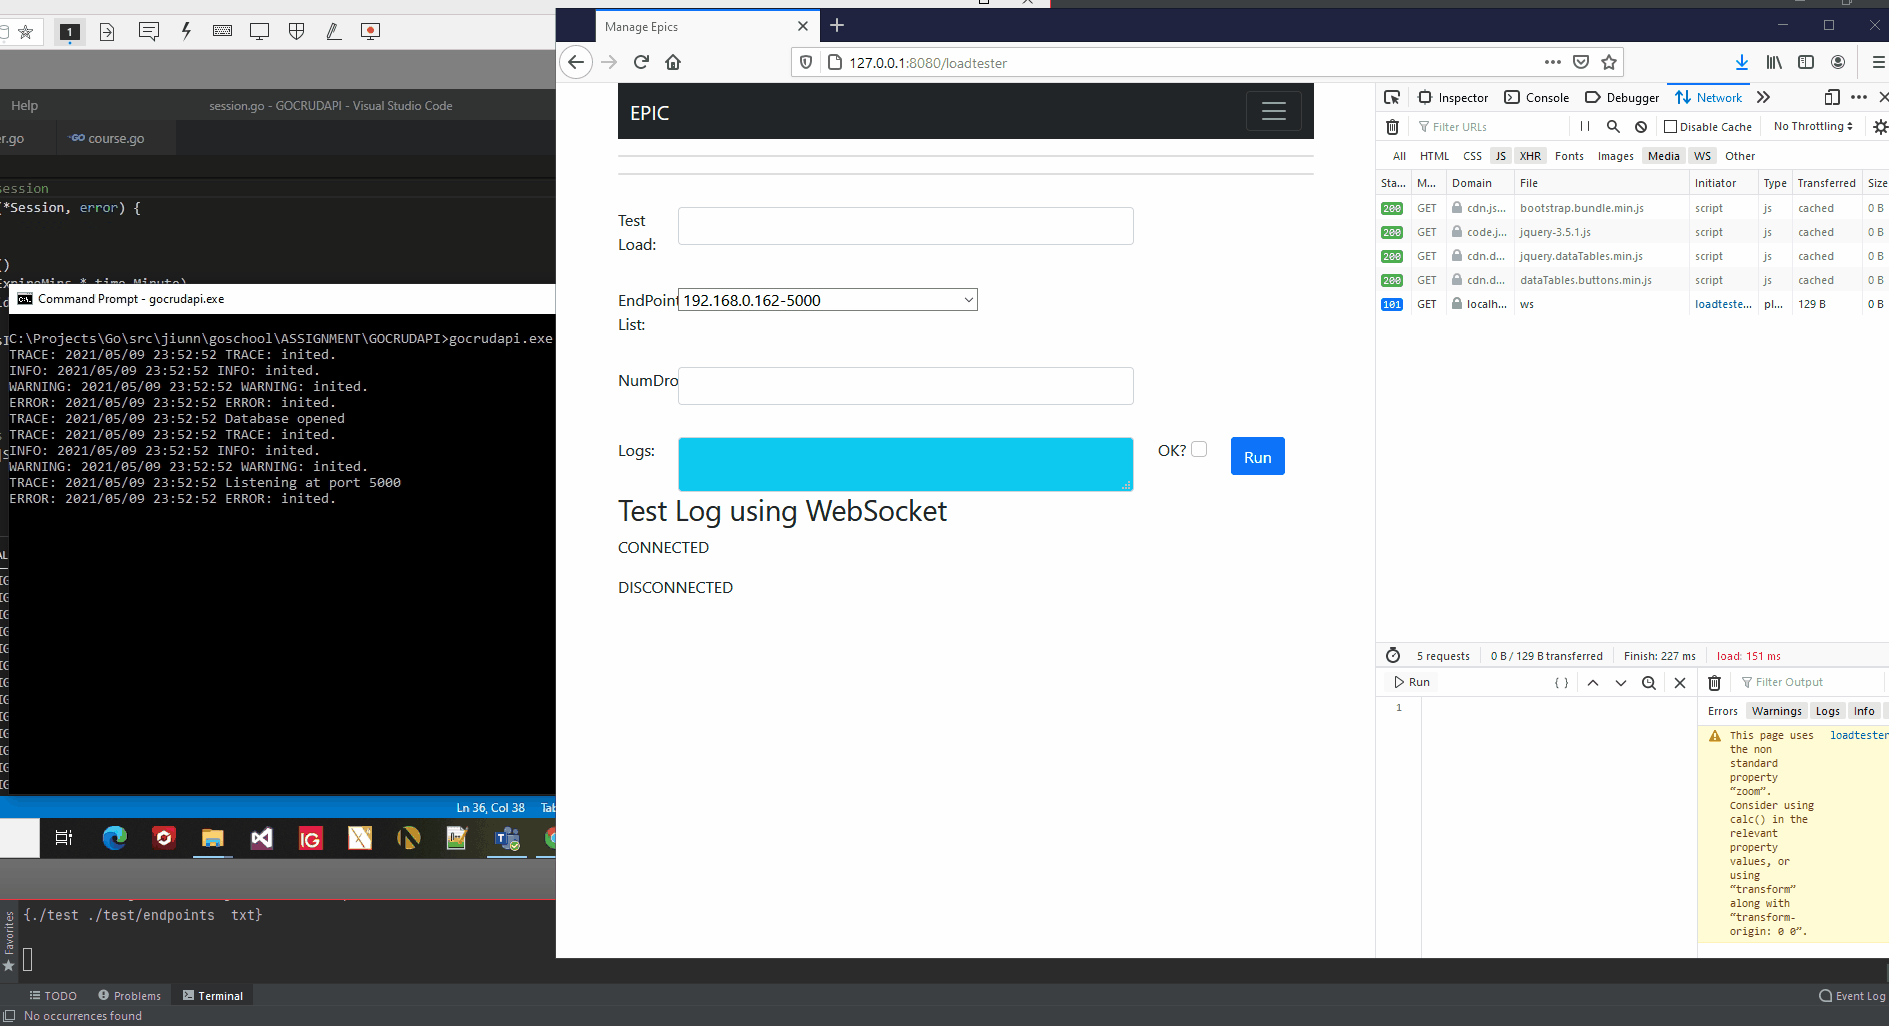 1
Help
session.go - GOCRUDAPI - Visual Studio Code
er.go
GO course.go
session
(*Session, error) {
()
ExpireMins * time.Minute)
Command Prompt - gocrudapi.exe
C:\Projects\Go\src\jiunn\goschool\ASSIGNMENT\GOCRUDAPI>gocrudapi.exe
TRACE: 2021/05/09 23:52:52 TRACE: inited.
INFO: 2021/05/09 23:52:52 INFO: inited.
WARNING: 2021/05/09 23:52:52 WARNING: inited.
ERROR: 2021/05/09 23:52:52 ERROR: inited.
TRACE: 2021/05/09 23:52:52 Database opened
TRACE: 2021/05/09 23:52:52 TRACE: inited.
INFO: 2021/05/09 23:52:52 INFO: inited.
WARNING: 2021/05/09 23:52:52 WARNING: inited.
TRACE: 2021/05/09 23:52:52 Listening at port 5000
ERROR: 2021/05/09 23:52:52 ERROR: inited.
Ln 36, Col 38 Tab
IG
{./test ./test/endpoints  txt}
Favorites
TODO
Problems
Terminal
Event Log
No occurrences found
Manage Epics
127.0.0.1:8080/loadtester
EPIC
Test Load:
EndPoint List:
192.168.0.162-5000
NumDro
Logs:
OK?
Run
Test Log using WebSocket
CONNECTED
DISCONNECTED
Inspector Console Debugger Network
Filter URLs
Disable Cache
No Throttling
All HTML CSS JS XHR Fonts Images Media WS Other
Sta... M... Domain File Initiator Type Transferred Size
200 GET cdn.js... bootstrap.bundle.min.js script js cached 0 B
200 GET code.j... jquery-3.5.1.js script js cached 0 B
200 GET cdn.d... jquery.dataTables.min.js script js cached 0 B
200 GET cdn.d... dataTables.buttons.min.js script js cached 0 B
101 GET localh... ws loadteste... pl... 129 B 0 B
5 requests 0 B / 129 B transferred Finish: 227 ms load: 151 ms
Run
{ }
Filter Output
1
Errors Warnings Logs Info
This page uses loadtester
the non
standard
property
“zoom”.
Consider using
calc() in the
relevant
property
values, or
using
“transform”
along with
“transform-
origin: 0 0”.